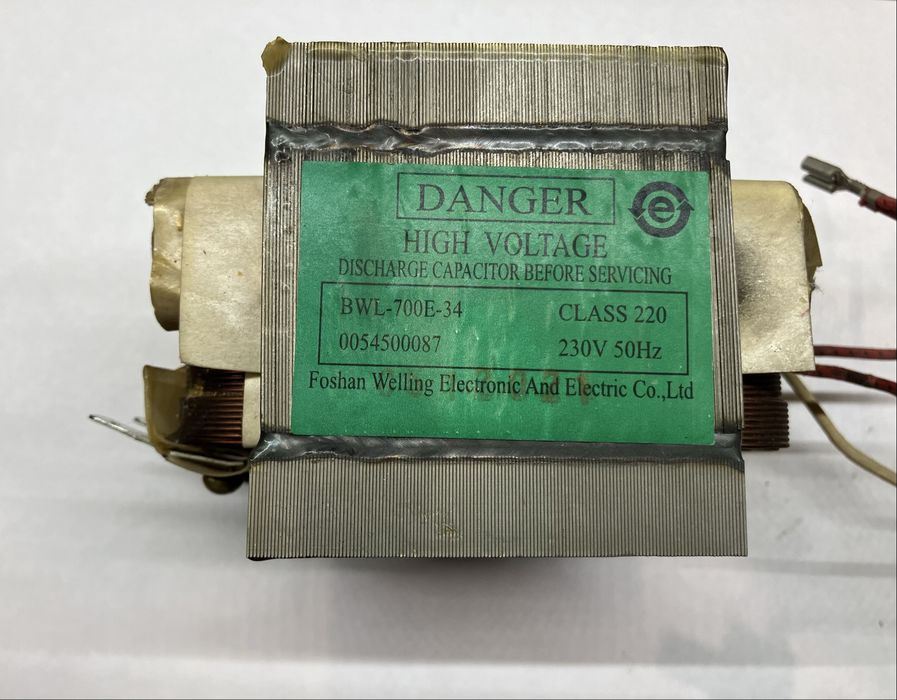 DANGER
e
HIGH VOLTAGE
DISCHARGE CAPACITOR BEFORE SERVICING
BWL-700E-34 CLASS 220
0054500087 230V 50Hz
Foshan Welling Electronic And Electric Co.,Ltd